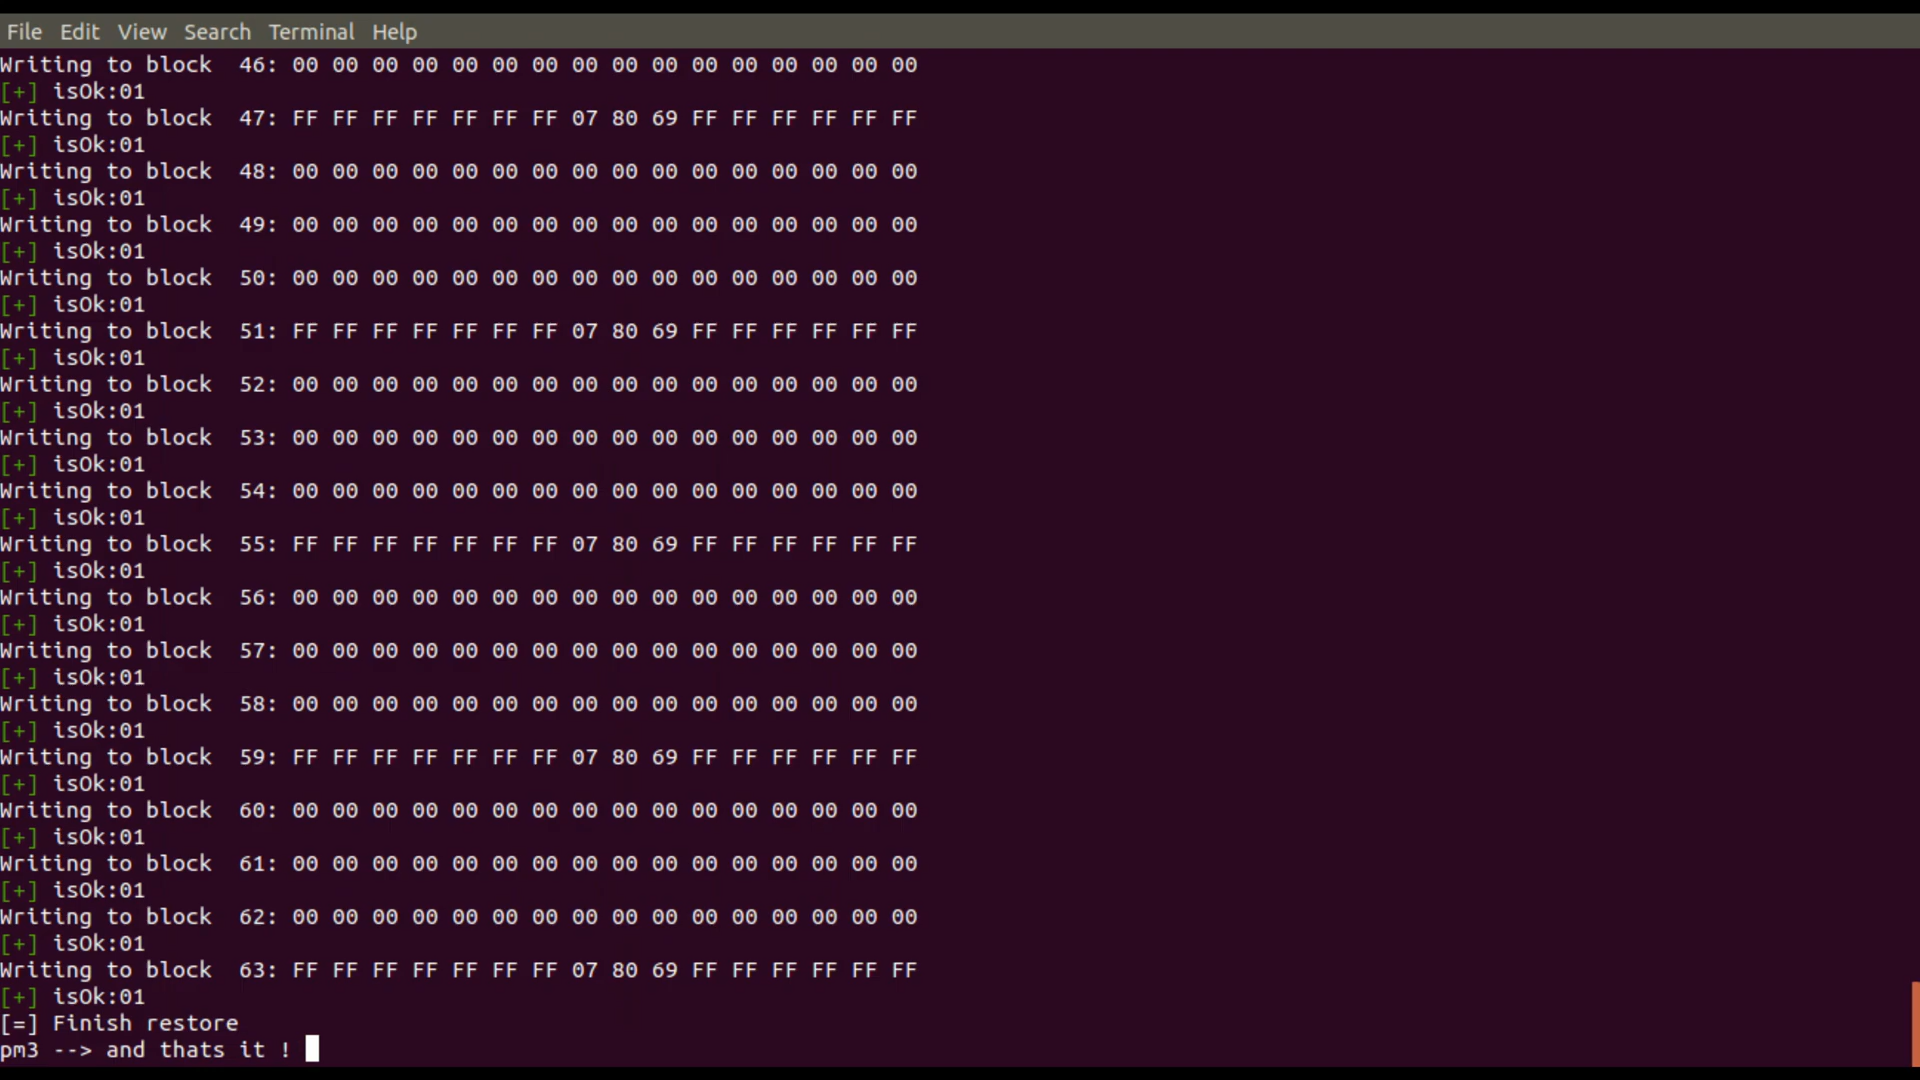 File Edit View Search Terminal Help
Writing to block  46: 00 00 00 00 00 00 00 00 00 00 00 00 00 00 00 00
[+] isOk:01
Writing to block  47: FF FF FF FF FF FF FF 07 80 69 FF FF FF FF FF FF
[+] isOk:01
Writing to block  48: 00 00 00 00 00 00 00 00 00 00 00 00 00 00 00 00
[+] isOk:01
Writing to block  49: 00 00 00 00 00 00 00 00 00 00 00 00 00 00 00 00
[+] isOk:01
Writing to block  50: 00 00 00 00 00 00 00 00 00 00 00 00 00 00 00 00
[+] isOk:01
Writing to block  51: FF FF FF FF FF FF FF 07 80 69 FF FF FF FF FF FF
[+] isOk:01
Writing to block  52: 00 00 00 00 00 00 00 00 00 00 00 00 00 00 00 00
[+] isOk:01
Writing to block  53: 00 00 00 00 00 00 00 00 00 00 00 00 00 00 00 00
[+] isOk:01
Writing to block  54: 00 00 00 00 00 00 00 00 00 00 00 00 00 00 00 00
[+] isOk:01
Writing to block  55: FF FF FF FF FF FF FF 07 80 69 FF FF FF FF FF FF
[+] isOk:01
Writing to block  56: 00 00 00 00 00 00 00 00 00 00 00 00 00 00 00 00
[+] isOk:01
Writing to block  57: 00 00 00 00 00 00 00 00 00 00 00 00 00 00 00 00
[+] isOk:01
Writing to block  58: 00 00 00 00 00 00 00 00 00 00 00 00 00 00 00 00
[+] isOk:01
Writing to block  59: FF FF FF FF FF FF FF 07 80 69 FF FF FF FF FF FF
[+] isOk:01
Writing to block  60: 00 00 00 00 00 00 00 00 00 00 00 00 00 00 00 00
[+] isOk:01
Writing to block  61: 00 00 00 00 00 00 00 00 00 00 00 00 00 00 00 00
[+] isOk:01
Writing to block  62: 00 00 00 00 00 00 00 00 00 00 00 00 00 00 00 00
[+] isOk:01
Writing to block  63: FF FF FF FF FF FF FF 07 80 69 FF FF FF FF FF FF
[+] isOk:01
[=] Finish restore
pm3 --> and thats it !